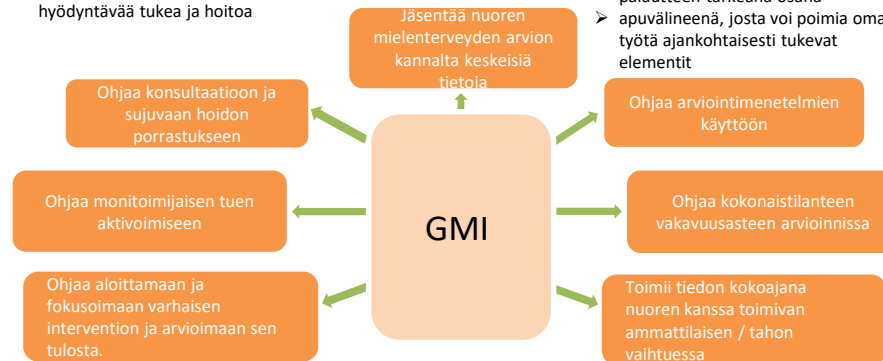 hyödyntävää tukea ja hoitoa
palautteen tärkeänä osana
➢ apuvälineenä, josta voi poimia oma
työtä ajankohtaisesti tukevat
elementit
Jäsentää nuoren
mielenterveyden arvion
kannalta keskeisiä
tietoja
Ohjaa konsultaatioon ja
sujuvaan hoidon
porrastukseen
Ohjaa arviointimenetelmien
käyttöön
Ohjaa monitoimijaisen tuen
aktivoimiseen
GMI
Ohjaa kokonaistilanteen
vakavuusasteen arvioinnissa
Ohjaa aloittamaan ja
fokusoimaan varhaisen
intervention ja arvioimaan sen
tulosta.
Toimii tiedon kokoajana
nuoren kanssa toimivan
ammattilaisen / tahon
vaihtuessa